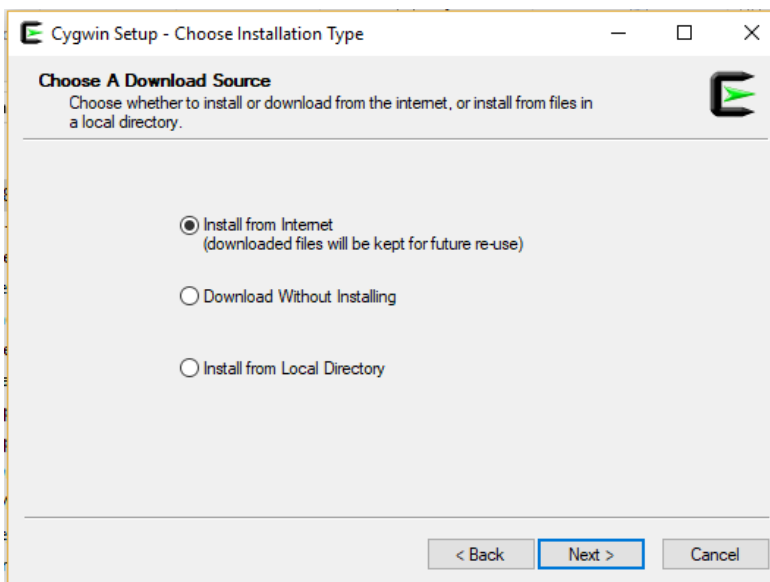 Cygwin Setup - Choose Installation Type
Choose A Download Source
Choose whether to install or download from the internet, or install from files in
a local directory.
Install from Internet
(downloaded files will be kept for future re-use)
Download Without Installing
Install from Local Directory
< Back
Next >
Cancel